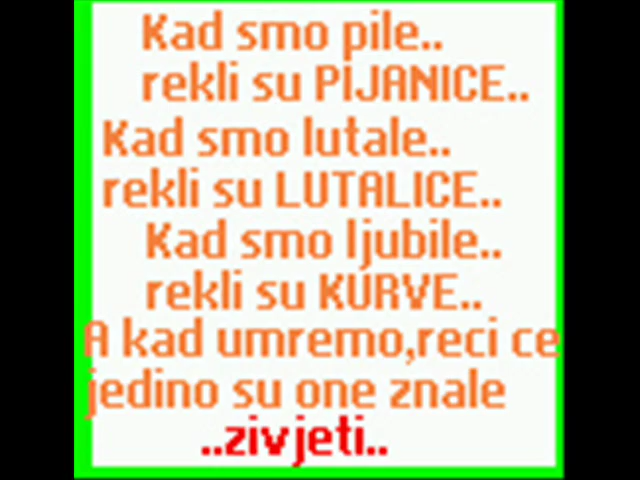 Kad smo pile..
rekli su PIJANICE..
Kad smo lutale..
rekli su LUTALICE..
Kad smo ljubile..
rekli su KURVE..
A kad umremo,reci ce
jedino su one znale
..zivjeti..